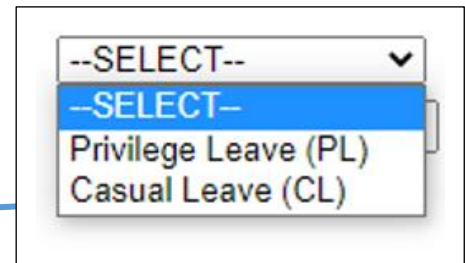 --SELECT--
--SELECT--
Privilege Leave (PL)
Casual Leave (CL)